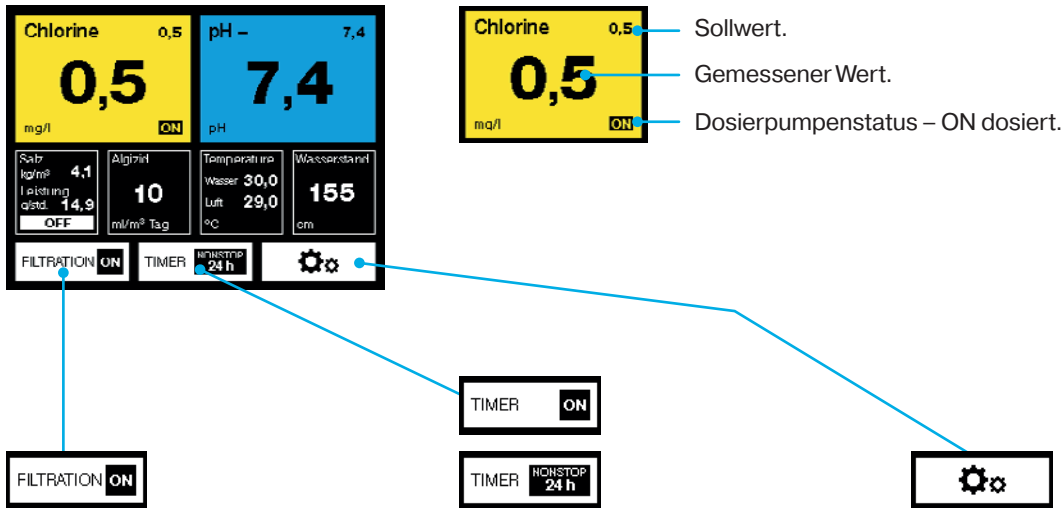 Chlorine 0,5
0,5
mg/l ON
pH – 7,4
7,4
pH
Salz
kg/m³ 4,1
Leistung
g/std. 14,9
OFF
Algizid
10
ml/m³ Tag
Temperature
Wasser 30,0
Luft 29,0
°C
Wasserstand
155
cm
FILTRATION ON
TIMER NONSTOP
24 h
Chlorine 0,5
0,5
mg/l ON
Sollwert.
Gemessener Wert.
Dosierpumpenstatus – ON dosiert.
TIMER ON
FILTRATION ON
TIMER NONSTOP
24 h